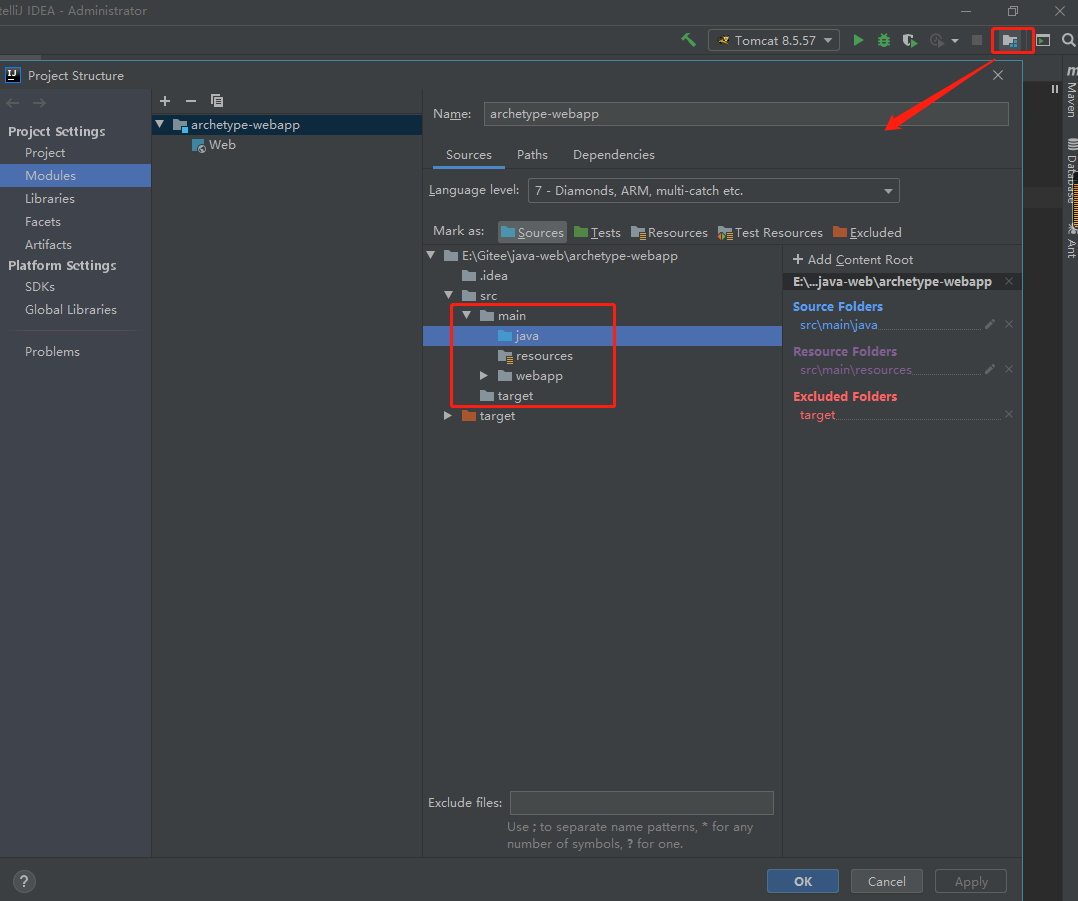 telliJ IDEA - Administrator
Tomcat 8.5.57
Project Structure
Name: archetype-webapp
Project Settings
Project
Modules
Libraries
Facets
Artifacts
Platform Settings
SDKs
Global Libraries
Problems
archetype-webapp
Web
Sources Paths Dependencies
Language level: 7 - Diamonds, ARM, multi-catch etc.
Mark as: Sources Tests Resources Test Resources Excluded
E:\Gitee\java-web\archetype-webapp
.idea
src
main
java
resources
webapp
target
target
+ Add Content Root
E:\...java-web\archetype-webapp
Source Folders
src\main\java
Resource Folders
src\main\resources
Excluded Folders
target
Exclude files:
Use ; to separate name patterns, * for any
number of symbols, ? for one.
?
OK Cancel Apply
m
Maven
Database
Ant